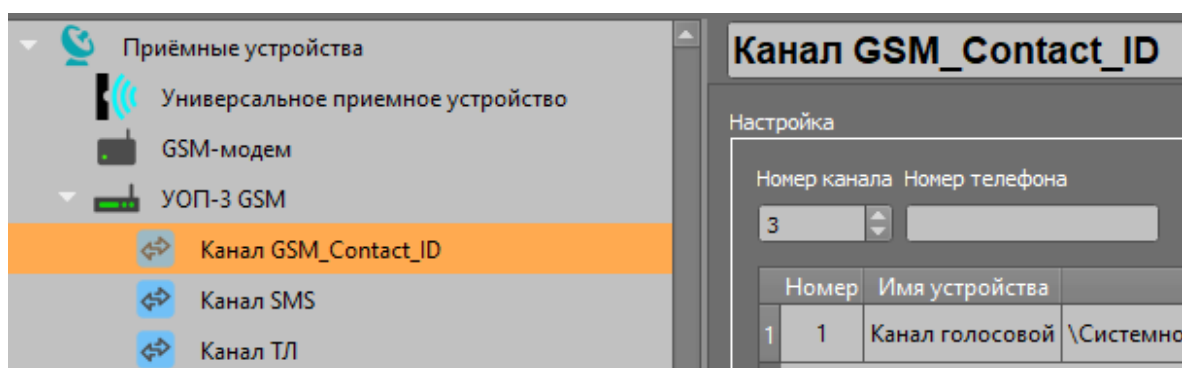 Приёмные устройства
Универсальное приемное устройство
GSM-модем
УОП-3 GSM
Канал GSM_Contact_ID
Канал SMS
Канал ТЛ
Канал GSM_Contact_ID
Настройка
Номер канала Номер телефона
3
Номер Имя устройства
1 1 Канал голосовой \Системно